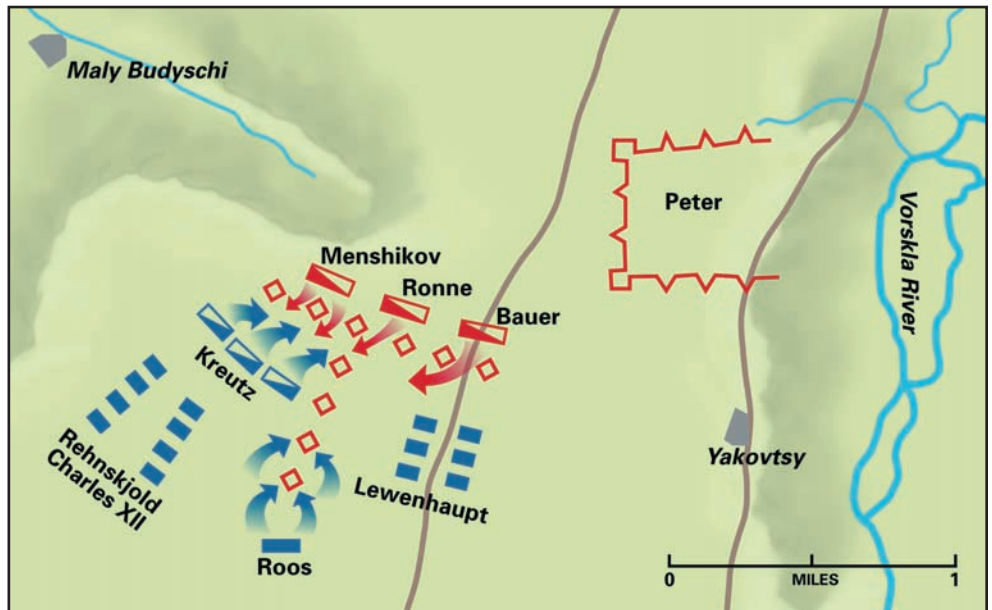 Maly Budyschi
Peter
Vorskla River
Menshikov
Ronne
Bauer
Kreutz
Rehnskjold
Charles XII
Lewenhaupt
Roos
Yakovtsy
0
MILES
1